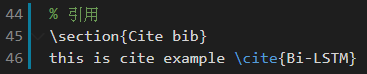 44 % 引用
45 \section{Cite bib}
46 this is cite example \cite{Bi-LSTM}